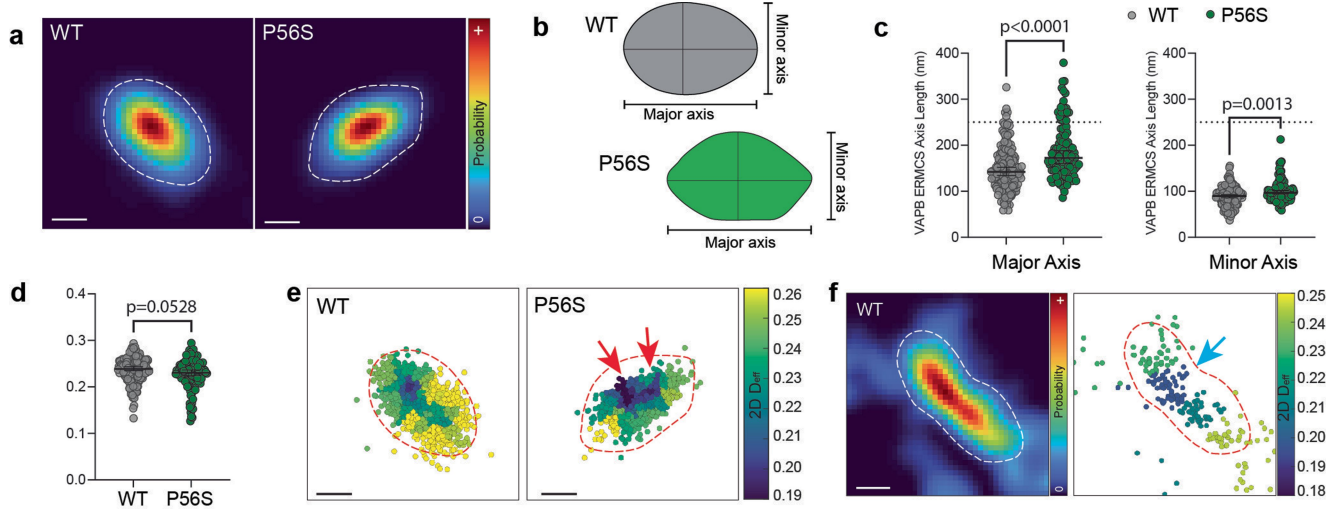 a
WT
P56S
+
Probability
0
b
WT
Minor axis
Major axis
P56S
Minor axis
Major axis
c
WT
P56S
p<0.0001
VAPB ERMCS Axis Length (nm)
400
300
200
100
0
Major Axis
p=0.0013
VAPB ERMCS Axis Length (nm)
400
300
200
100
0
Minor Axis
d
p=0.0528
0.4
0.3
0.2
0.1
0.0
WT
P56S
e
WT
P56S
0.26
0.25
0.24
0.23
0.22
0.21
0.20
0.19
2D Deff
f
WT
+
Probability
0
0.25
0.24
0.23
0.22
0.21
0.20
0.19
0.18
2D Deff